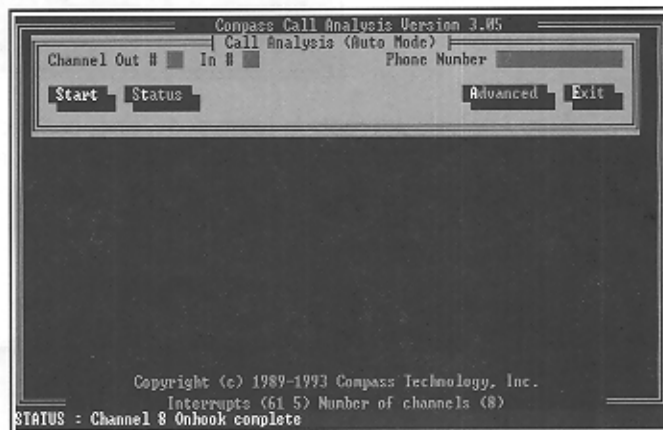 Compass Call Analysis Version 3.05
Call Analysis (Auto Mode)
Channel Out # In # Phone Number
Start Status Advanced Exit
Copyright (c) 1989-1993 Compass Technology, Inc.
Interrupts (61 5) Number of channels (8)
STATUS : Channel 8 Onhook complete